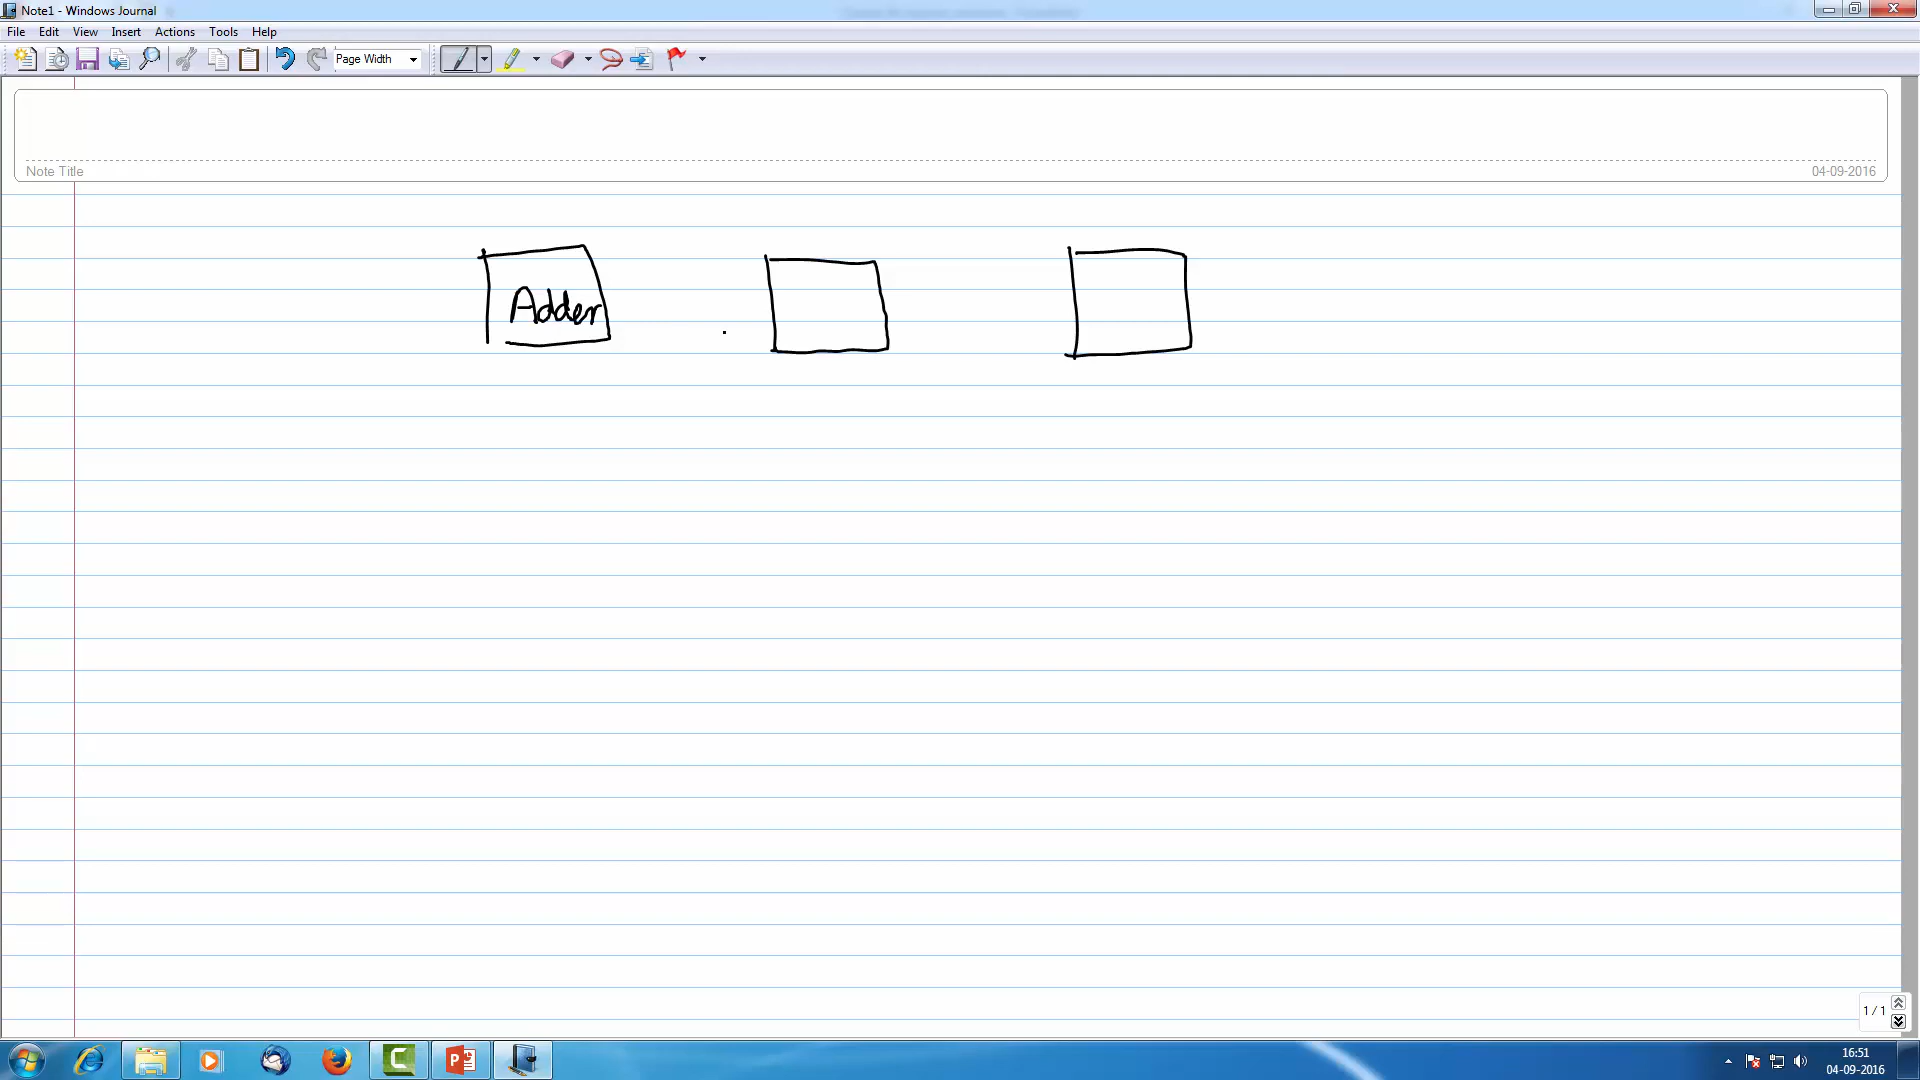 Note1 - Windows Journal
File Edit View Insert Actions Tools Help
Page Width
Note Title
04-09-2016
Adder
1 / 1
16:51
04-09-2016